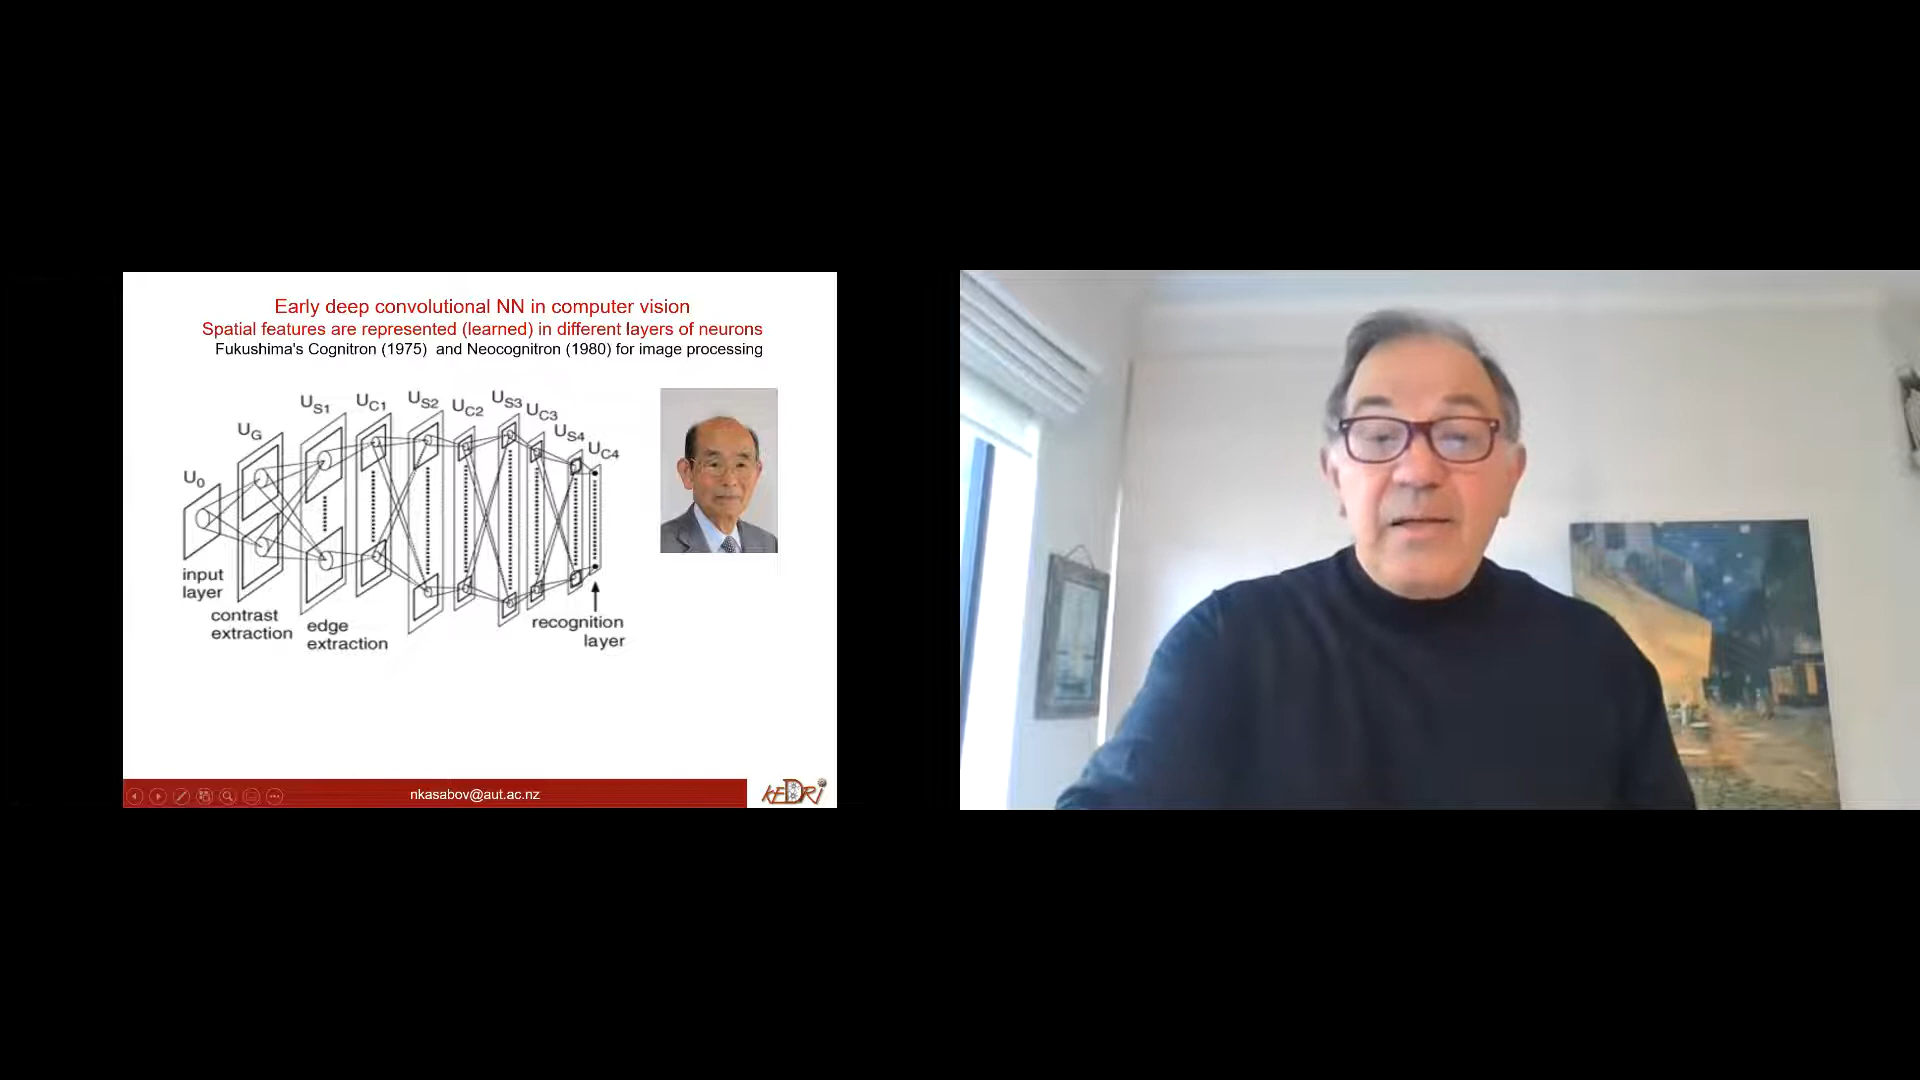 Early deep convolutional NN in computer vision
Spatial features are represented (learned) in different layers of neurons
Fukushima's Cognitron (1975) and Neocognitron (1980) for image processing
U0
UG
US1
UC1
US2
UC2
US3
UC3
US4
UC4
input
layer
contrast
extraction
edge
extraction
recognition
layer
nkasabov@aut.ac.nz
KEDRI